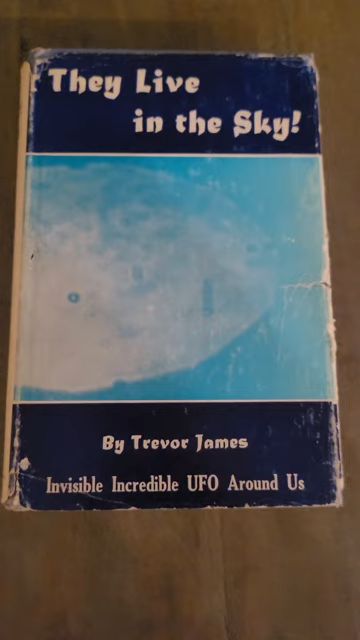 They Live
in the Sky!
By Trevor James
Invisible Incredible UFO Around Us